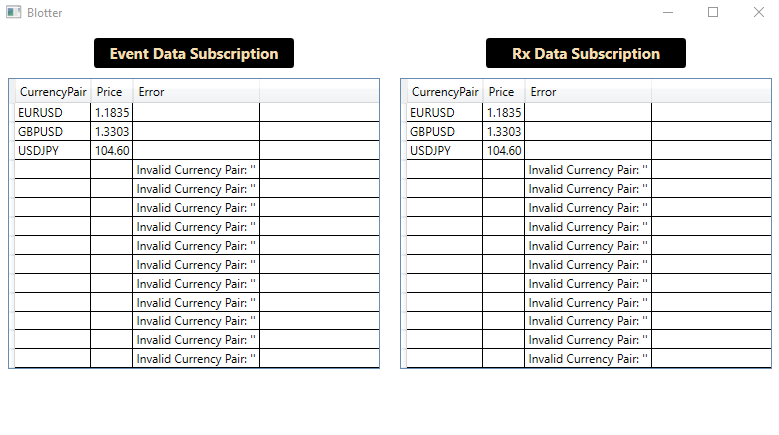 Blotter
Event Data Subscription
CurrencyPair Price Error
EURUSD 1.1835
GBPUSD 1.3303
USDJPY 104.60
Invalid Currency Pair: ''
Invalid Currency Pair: ''
Invalid Currency Pair: ''
Invalid Currency Pair: ''
Invalid Currency Pair: ''
Invalid Currency Pair: ''
Invalid Currency Pair: ''
Invalid Currency Pair: ''
Invalid Currency Pair: ''
Invalid Currency Pair: ''
Invalid Currency Pair: ''
Rx Data Subscription
CurrencyPair Price Error
EURUSD 1.1835
GBPUSD 1.3303
USDJPY 104.60
Invalid Currency Pair: ''
Invalid Currency Pair: ''
Invalid Currency Pair: ''
Invalid Currency Pair: ''
Invalid Currency Pair: ''
Invalid Currency Pair: ''
Invalid Currency Pair: ''
Invalid Currency Pair: ''
Invalid Currency Pair: ''
Invalid Currency Pair: ''
Invalid Currency Pair: ''